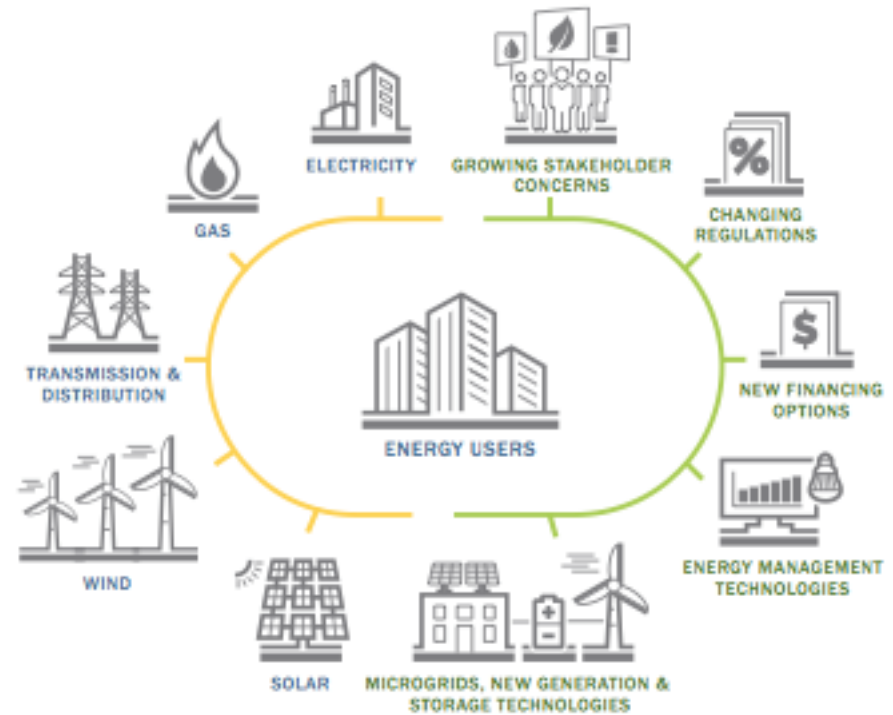 ELECTRICITY
GROWING STAKEHOLDER
CONCERNS
%
CHANGING
REGULATIONS
GAS
$
NEW FINANCING
OPTIONS
TRANSMISSION &
DISTRIBUTION
ENERGY USERS
ENERGY MANAGEMENT
TECHNOLOGIES
WIND
SOLAR
MICROGRIDS, NEW GENERATION &
STORAGE TECHNOLOGIES